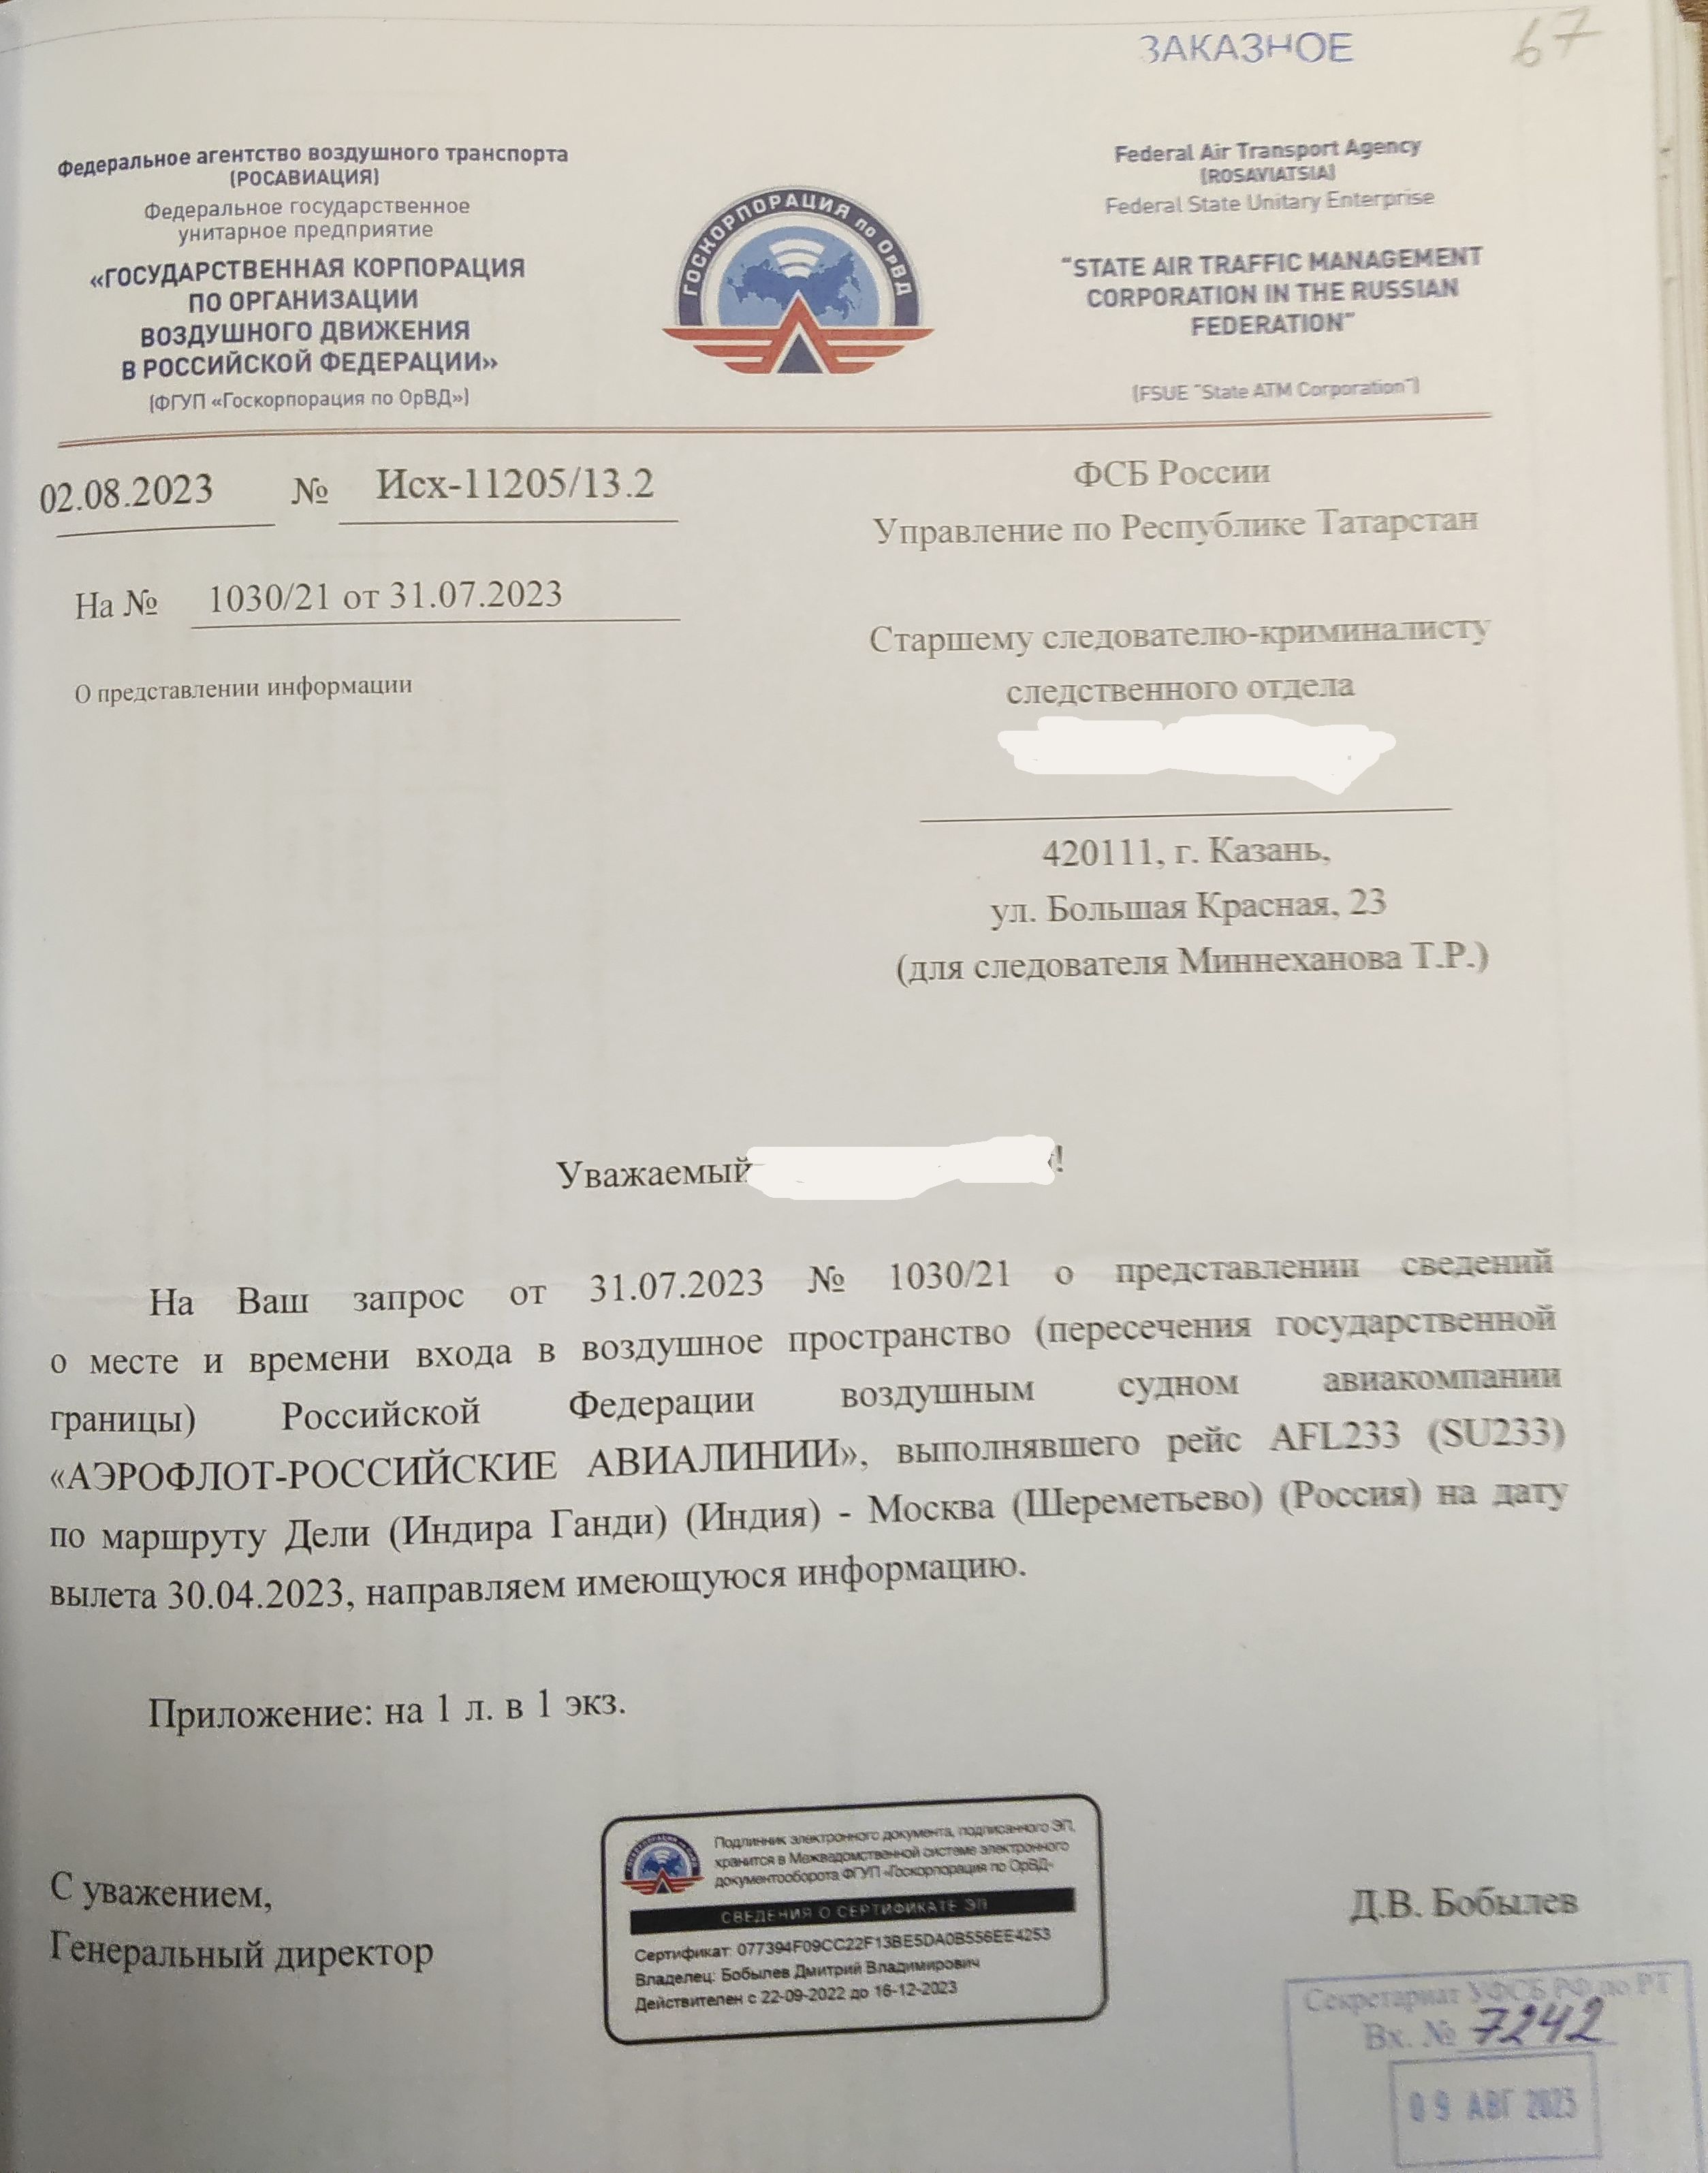 ЗАКАЗНОЕ
67
Федеральное агентство воздушного транспорта
(РОСАВИАЦИЯ)
Федеральное государственное
унитарное предприятие
«ГОСУДАРСТВЕННАЯ КОРПОРАЦИЯ
ПО ОРГАНИЗАЦИИ
ВОЗДУШНОГО ДВИЖЕНИЯ
В РОССИЙСКОЙ ФЕДЕРАЦИИ»
(ФГУП «Госкорпорация по ОрВД»)
ГОСКОРПОРАЦИЯ по ОрВД
Federal Air Transport Agency
(ROSAVIATSIA)
Federal State Unitary Enterprise
"STATE AIR TRAFFIC MANAGEMENT
CORPORATION IN THE RUSSIAN
FEDERATION"
(FSUE "State ATM Corporation")
02.08.2023 № Исх-11205/13.2
На № 1030/21 от 31.07.2023
О представлении информации
ФСБ России
Управление по Республике Татарстан
Старшему следователю-криминалисту
следственного отдела
420111, г. Казань,
ул. Большая Красная, 23
(для следователя Миннеханова Т.Р.)
Уважаемый !
На Ваш запрос от 31.07.2023 № 1030/21 о представлении сведений
о месте и времени входа в воздушное пространство (пересечения государственной
границы) Российской Федерации воздушным судном авиакомпании
«АЭРОФЛОТ-РОССИЙСКИЕ АВИАЛИНИИ», выполнявшего рейс AFL233 (SU233)
по маршруту Дели (Индира Ганди) (Индия) - Москва (Шереметьево) (Россия) на дату
вылета 30.04.2023, направляем имеющуюся информацию.
Приложение: на 1 л. в 1 экз.
С уважением,
Генеральный директор
Подлинник электронного документа, подписанного ЭП,
хранится в Межведомственной системе электронного
документооборота ФГУП «Госкорпорация по ОрВД»
СВЕДЕНИЯ О СЕРТИФИКАТЕ ЭП
Сертификат: 077394F09CC22F13BE5DA0B556EE4253
Владелец: Бобылев Дмитрий Владимирович
Действителен с 22-09-2022 до 16-12-2023
Д.В. Бобылев
Секретариат УФСБ РФ по РТ
Вх. № 7242
09 АВГ 2023